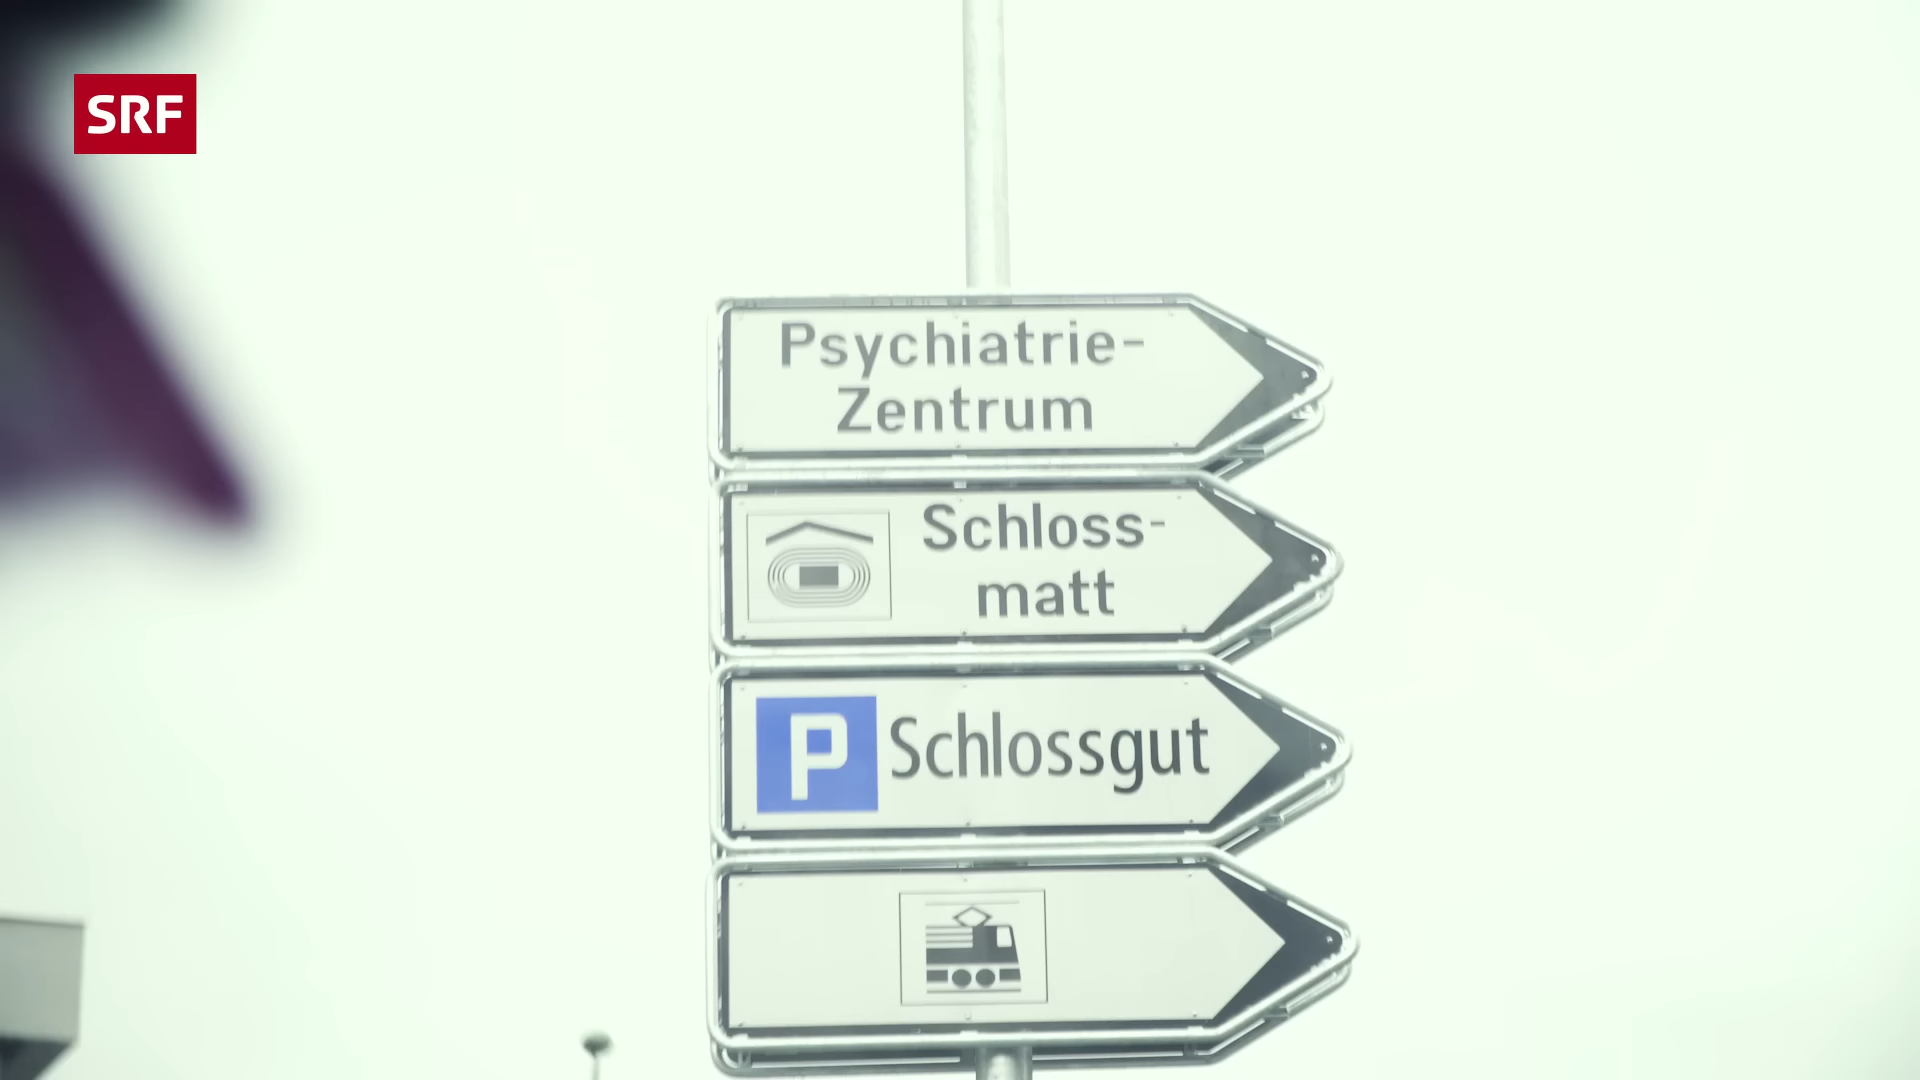 SRF
Psychiatrie-
Zentrum
Schloss-
matt
P Schlossgut